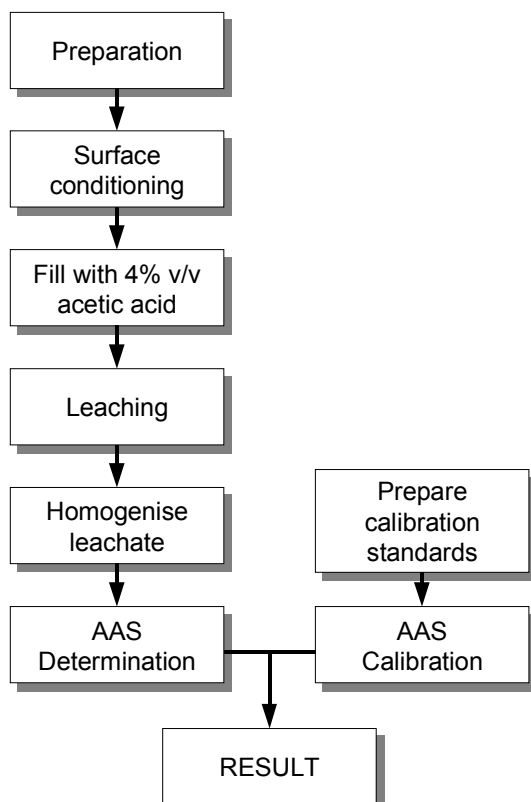 Preparation
Surface
conditioning
Fill with 4% v/v
acetic acid
Leaching
Homogenise
leachate
Prepare
calibration
standards
AAS
Determination
AAS
Calibration
RESULT